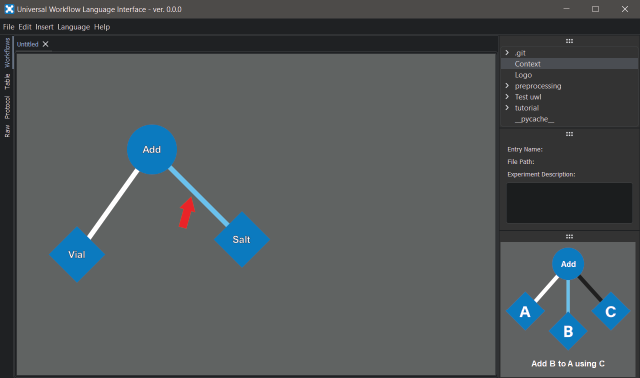 Universal Workflow Language Interface - ver. 0.0.0
File Edit Insert Language Help
Workflows
Table
Protocol
Raw
Untitled
Add
Vial
Salt
.git
Context
Logo
preprocessing
Test uwl
tutorial
__pycache__
Entry Name:
File Path:
Experiment Description:
Add
A
B
C
Add B to A using C